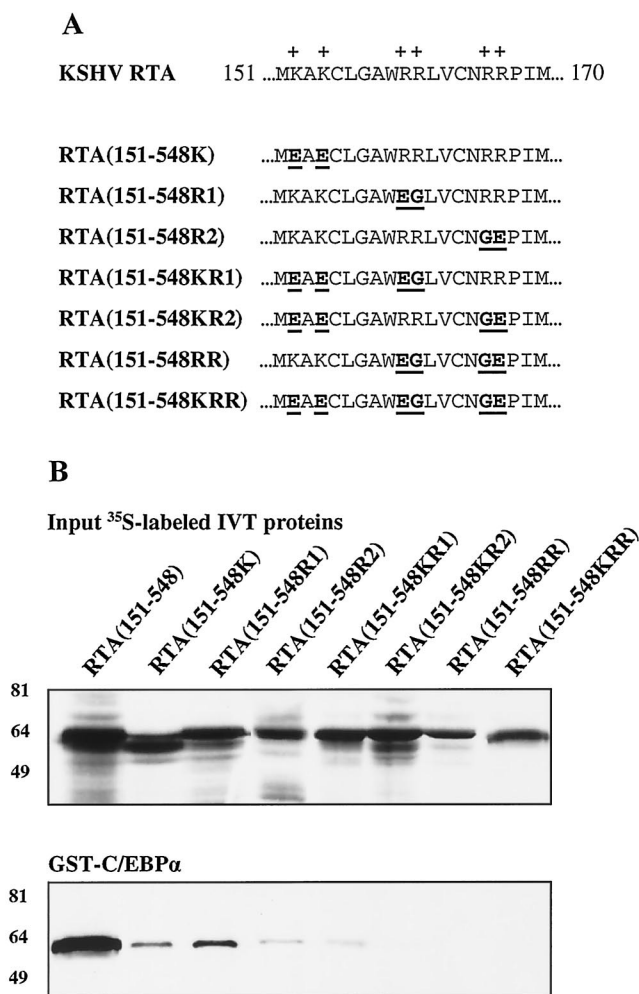 A
+ + ++ ++
KSHV RTA 151 ...MKAKCLGAWRRLVCNRRPIM... 170
RTA(151-548K) ...MEAECLGAWRRLVCNRRPIM...
RTA(151-548R1) ...MKAKCLGAWEGLVCNRRPIM...
RTA(151-548R2) ...MKAKCLGAWRRLVCNGEPIM...
RTA(151-548KR1) ...MEAECLGAWEGLVCNRRPIM...
RTA(151-548KR2) ...MEAECLGAWRRLVCNGEPIM...
RTA(151-548RR) ...MKAKCLGAWEGLVCNGEPIM...
RTA(151-548KRR) ...MEAECLGAWEGLVCNGEPIM...
B
Input ³⁵S-labeled IVT proteins
RTA(151-548)
RTA(151-548K)
RTA(151-548R1)
RTA(151-548R2)
RTA(151-548KR1)
RTA(151-548KR2)
RTA(151-548RR)
RTA(151-548KRR)
81
64
49
GST-C/EBPα
81
64
49